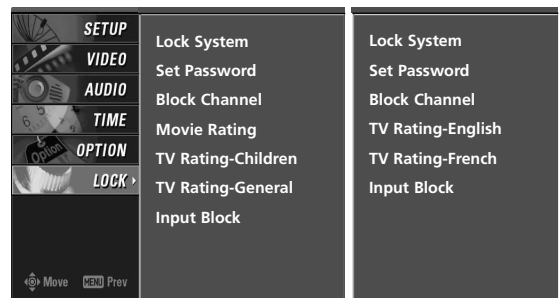 SETUP
VIDEO
AUDIO
TIME
OPTION
LOCK
Move MENU Prev
Lock System
Set Password
Block Channel
Movie Rating
TV Rating-Children
TV Rating-General
Input Block
Lock System
Set Password
Block Channel
TV Rating-English
TV Rating-French
Input Block